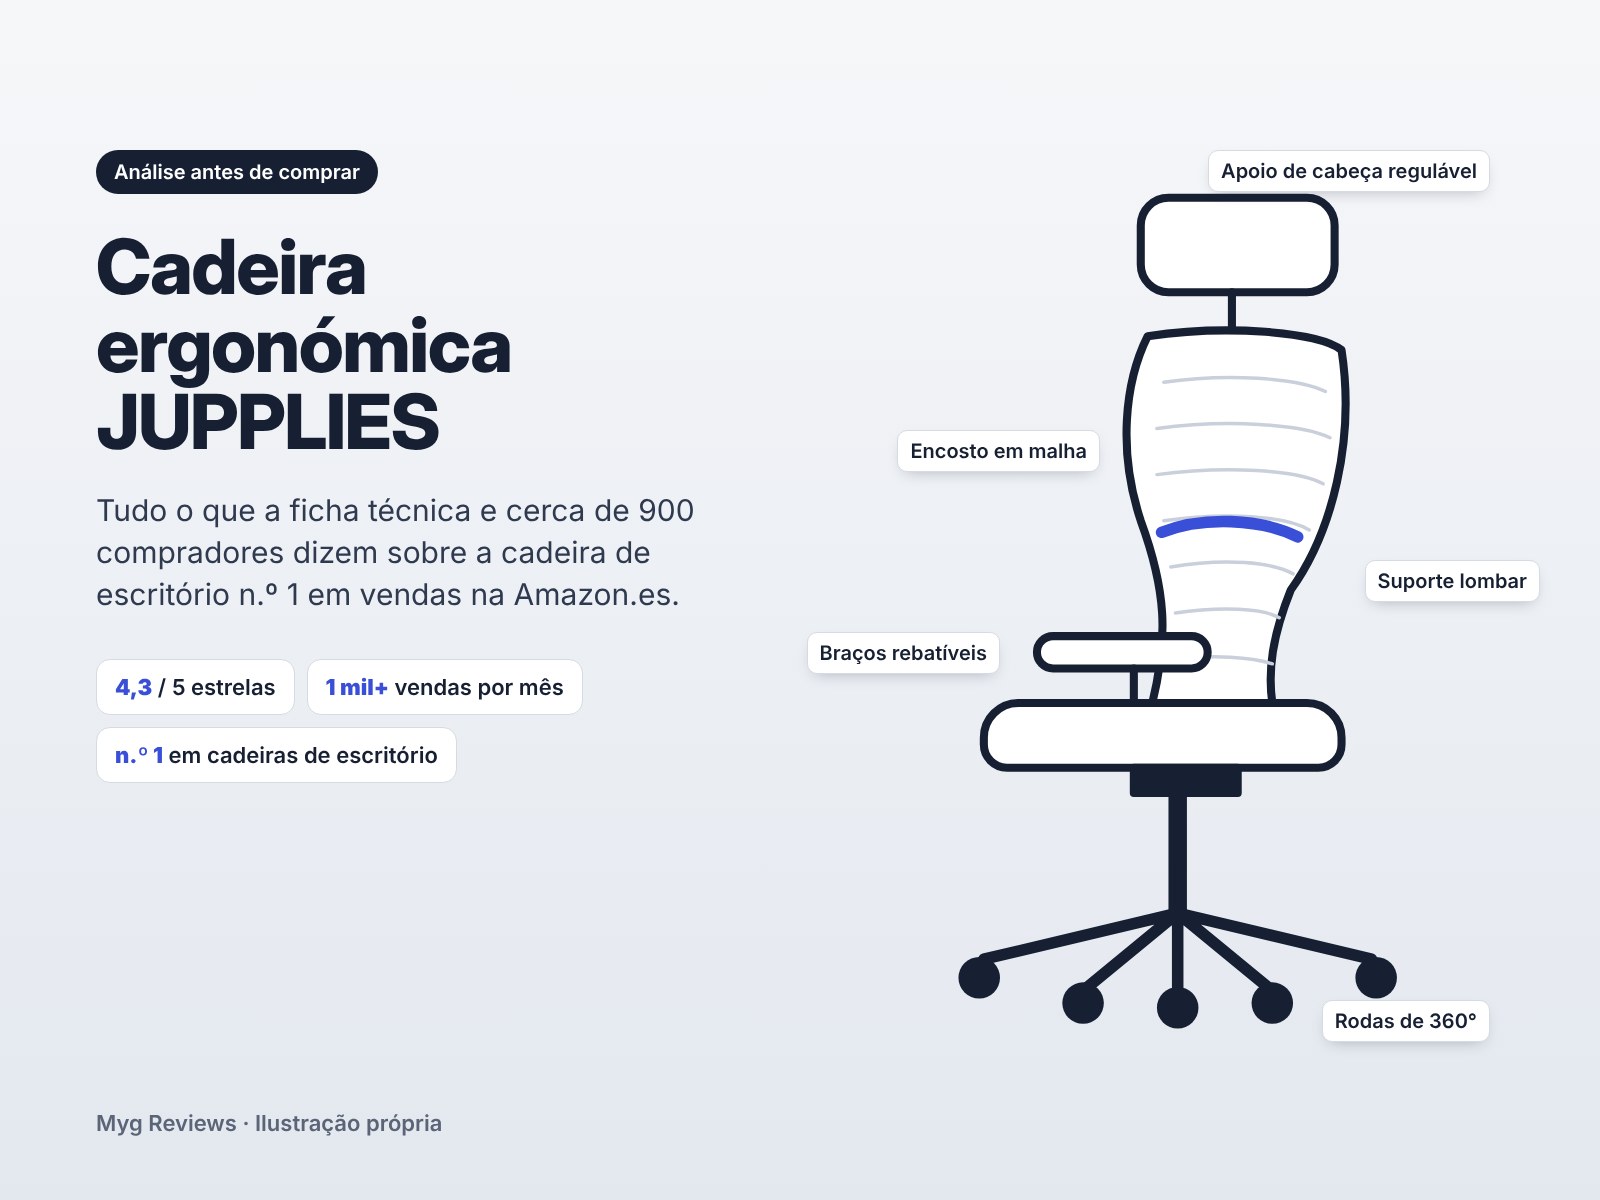 Análise antes de comprar
Cadeira
ergonómica
JUPPLIES
Tudo o que a ficha técnica e cerca de 900
compradores dizem sobre a cadeira de
escritório n.º 1 em vendas na Amazon.es.
4,3 / 5 estrelas
1 mil+ vendas por mês
n.º 1 em cadeiras de escritório
Apoio de cabeça regulável
Encosto em malha
Suporte lombar
Braços rebatíveis
Rodas de 360°
Myg Reviews · Ilustração própria